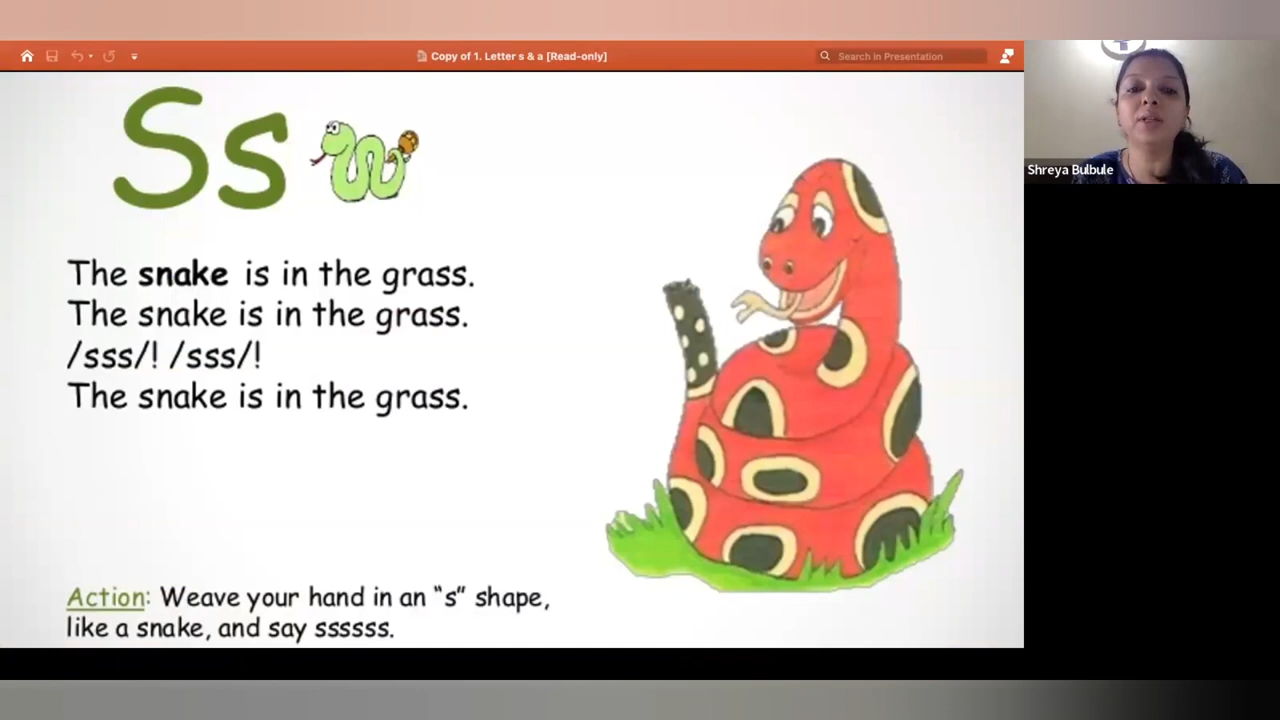 Copy of 1. Letter s & a [Read-only]
Search in Presentation
Ss
The snake is in the grass.
The snake is in the grass.
/sss/! /sss/!
The snake is in the grass.
Action: Weave your hand in an “s” shape,
like a snake, and say ssssss.
Shreya Bulbule